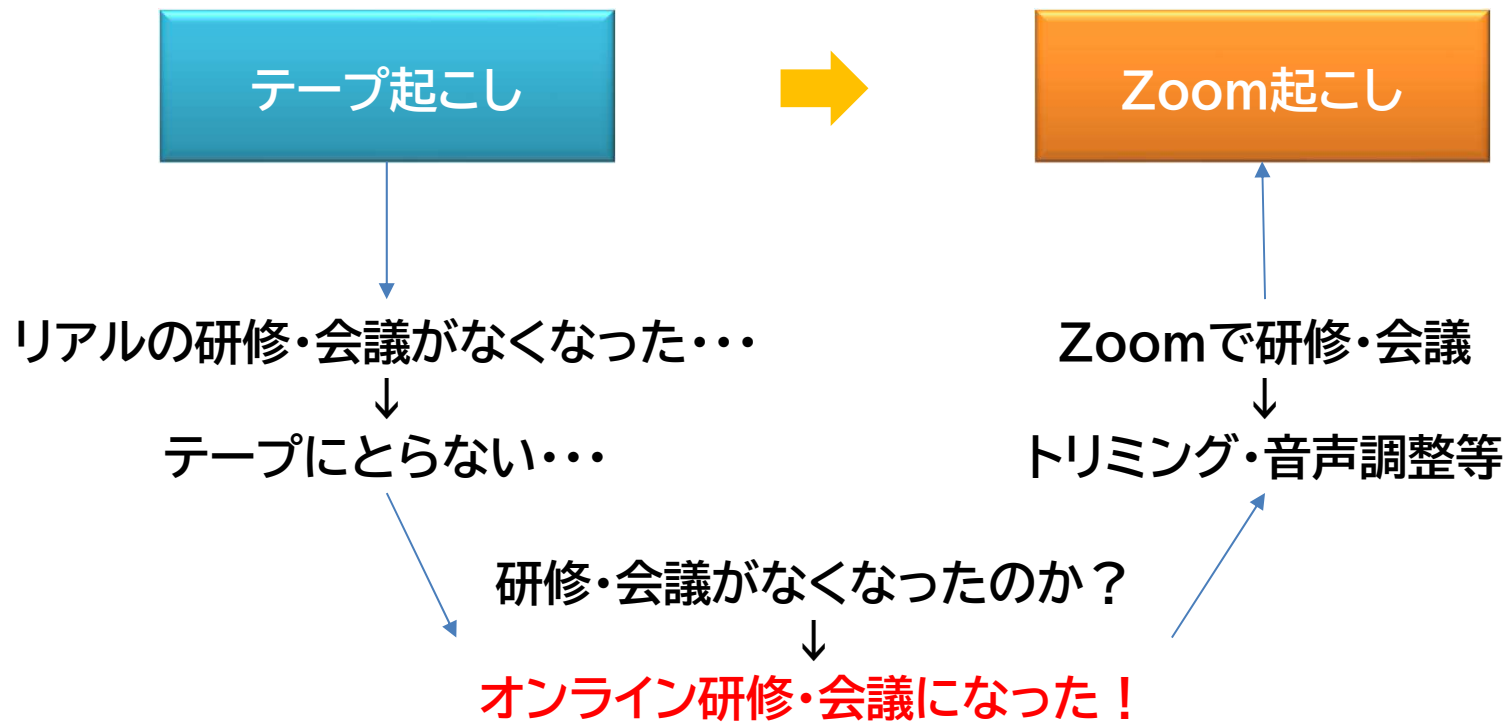 テープ起こし
Zoom起こし
リアルの研修・会議がなくなった・・・
↓
テープにとらない・・・
研修・会議がなくなったのか？
↓
オンライン研修・会議になった！
Zoomで研修・会議
↓
トリミング・音声調整等